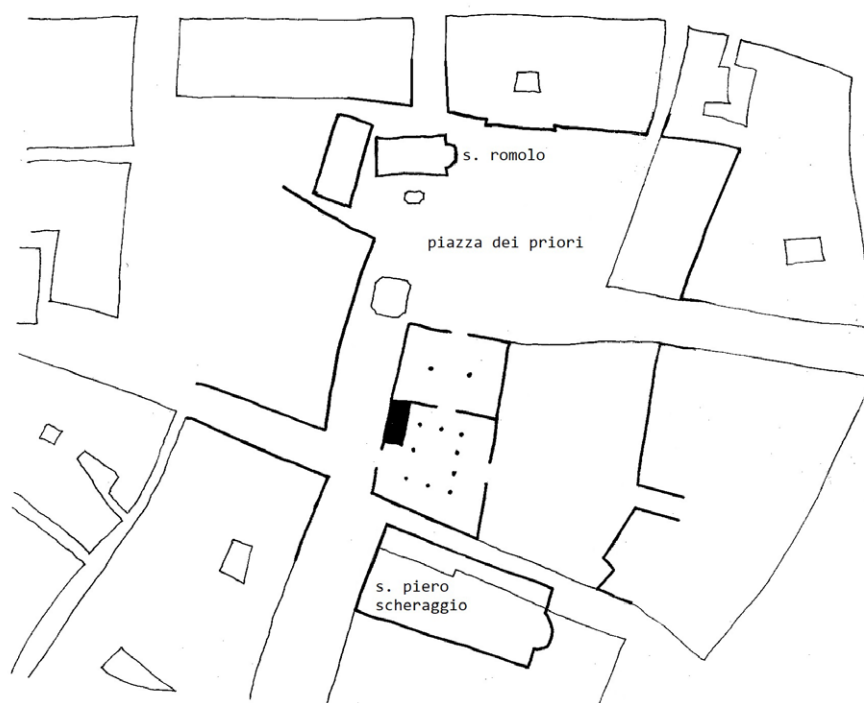 s. romolo
piazza dei priori
s. piero
scheraggio